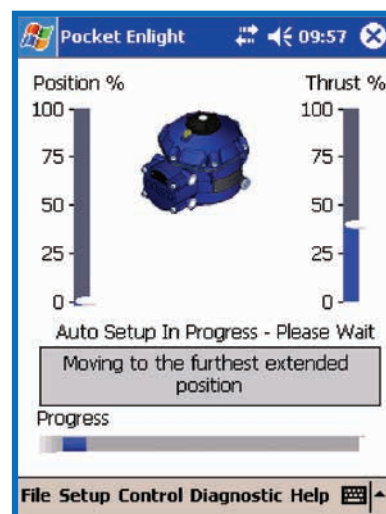 Pocket Enlight 09:57
Position % Thrust %
100 100
75 75
50 50
25 25
0 0
Auto Setup In Progress - Please Wait
Moving to the furthest extended
position
Progress
File Setup Control Diagnostic Help